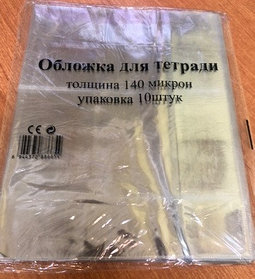 Обложка для тетради
толщина 140 микрон
упаковка 10штук
CE